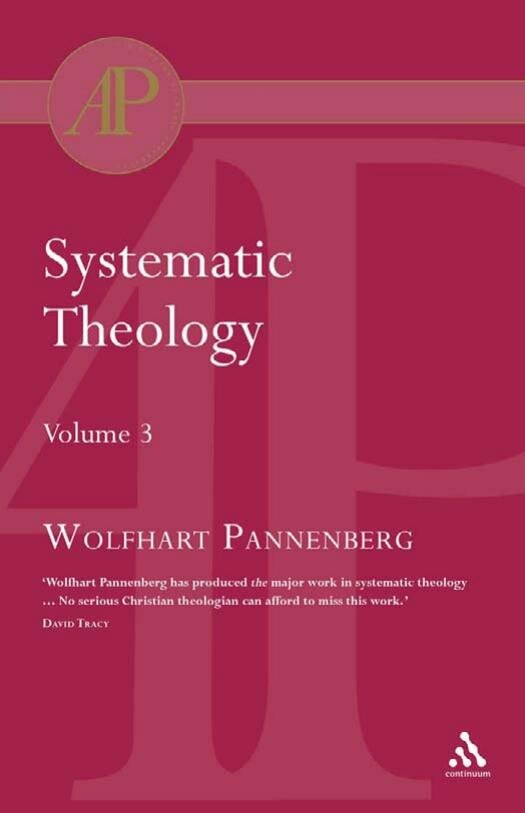 AP
Systematic
Theology
Volume 3
WOLFHART PANNENBERG
‘Wolfhart Pannenberg has produced the major work in systematic theology
... No serious Christian theologian can afford to miss this work.’
DAVID TRACY
continuum